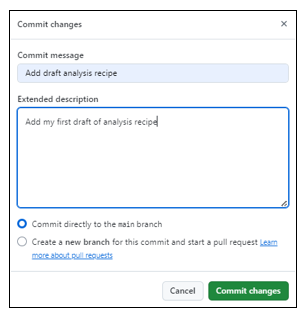 Commit changes
Commit message
Add draft analysis recipe
Extended description
Add my first draft of analysis recipe
Commit directly to the main branch
Create a new branch for this commit and start a pull request Learn
more about pull requests
Cancel
Commit changes